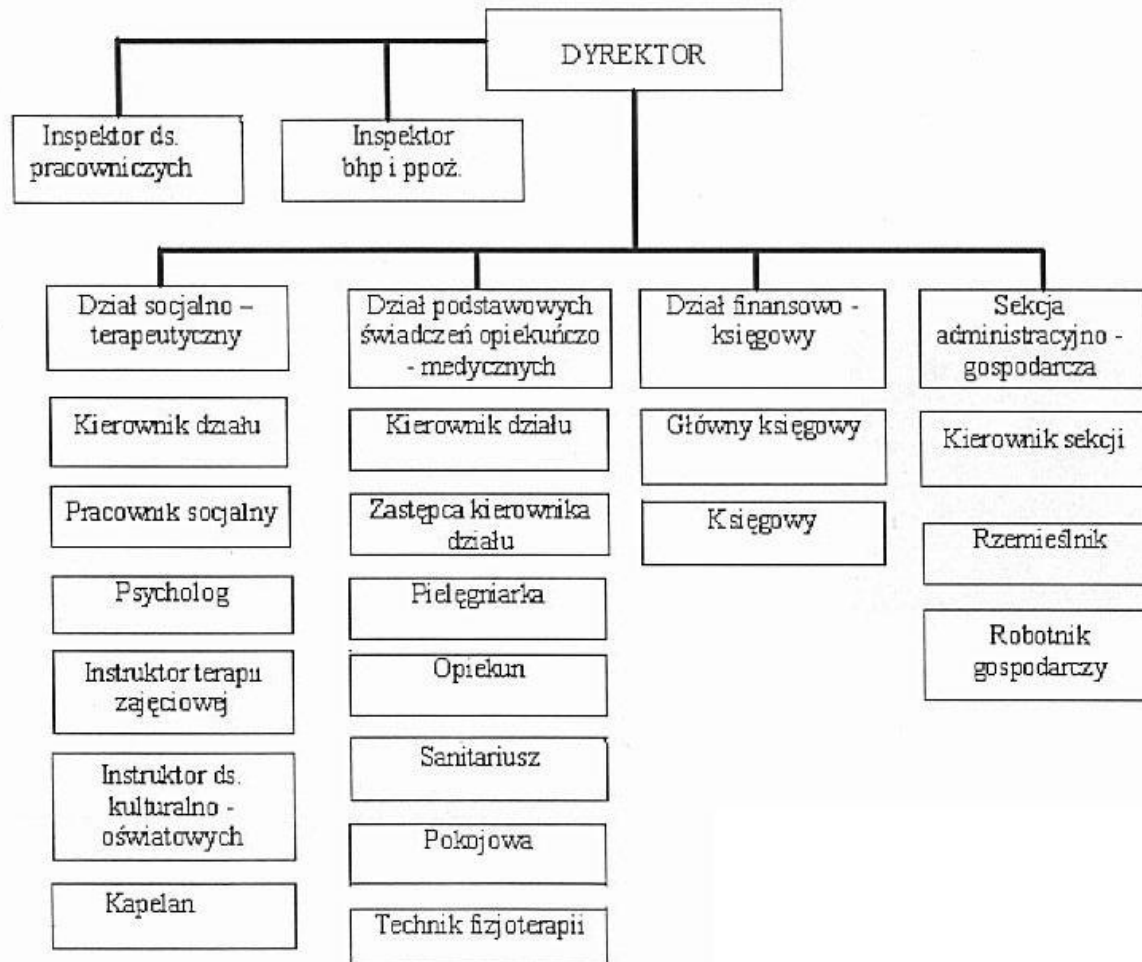 DYREKTOR
Inspektor ds.
pracowniczych
Inspektor
bhp i ppoż.
Dział socjalno –
terapeutyczny
Kierownik działu
Pracownik socjalny
Psycholog
Instruktor terapii
zajęciowej
Instruktor ds.
kulturalno -
oświatowych
Kapelan
Dział podstawowych
świadczeń opiekuńczo
- medycznych
Kierownik działu
Zastępca kierownika
działu
Pielęgniarka
Opiekun
Sanitariusz
Pokojowa
Technik fizjoterapii
Dział finansowo -
księgowy
Główny księgowy
Księgowy
Sekcja
administracyjno -
gospodarcza
Kierownik sekcji
Rzemieślnik
Robotnik
gospodarczy